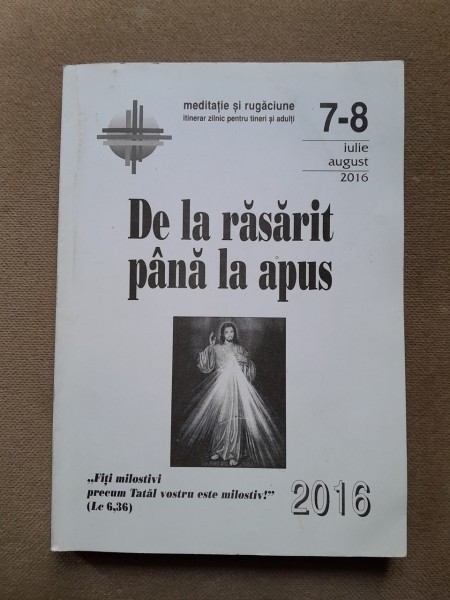 meditație și rugăciune
itinerar zilnic pentru tineri și adulți
7-8
iulie
august
2016
De la răsărit
până la apus
„Fiți milostivi
precum Tatăl vostru este milostiv!”
(Lc 6,36)
2016